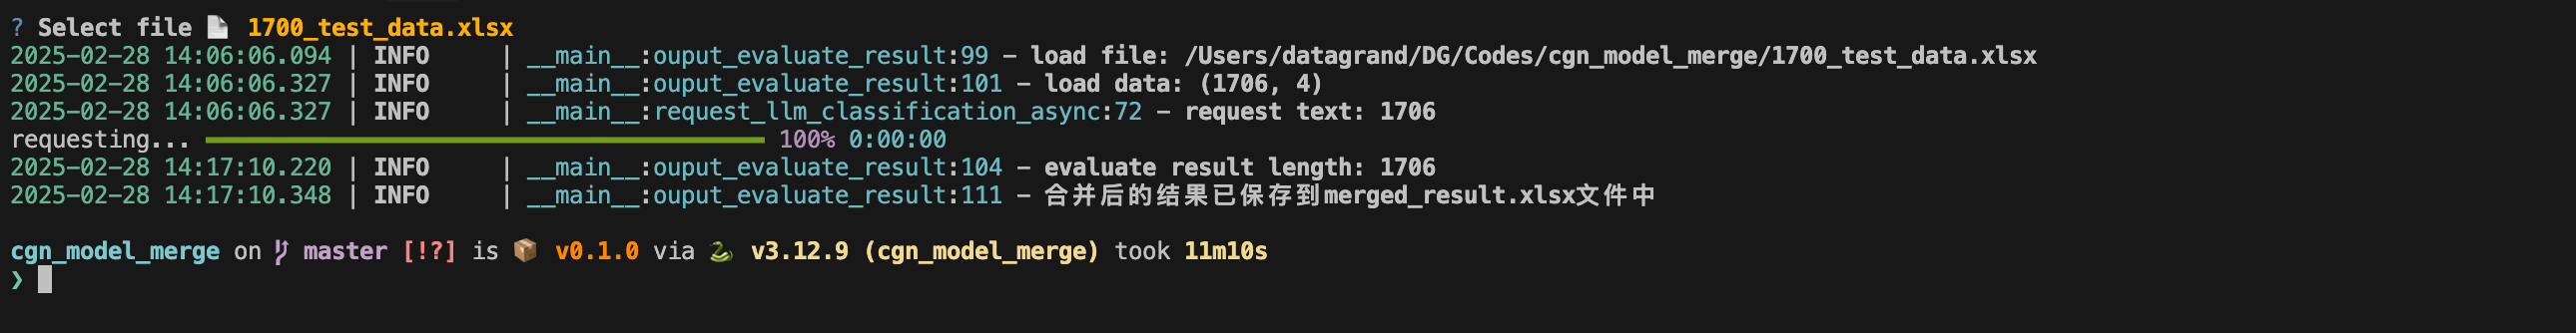 ? Select file 📄 1700_test_data.xlsx
2025-02-28 14:06:06.094 | INFO     | __main__:ouput_evaluate_result:99 - load file: /Users/datagrand/DG/Codes/cgn_model_merge/1700_test_data.xlsx
2025-02-28 14:06:06.327 | INFO     | __main__:ouput_evaluate_result:101 - load data: (1706, 4)
2025-02-28 14:06:06.327 | INFO     | __main__:request_llm_classification_async:72 - request text: 1706
requesting... 100% 0:00:00
2025-02-28 14:17:10.220 | INFO     | __main__:ouput_evaluate_result:104 - evaluate result length: 1706
2025-02-28 14:17:10.348 | INFO     | __main__:ouput_evaluate_result:111 - 合并后的结果已保存到merged_result.xlsx文件中
cgn_model_merge on master [!?] is 📦 v0.1.0 via 🐍 v3.12.9 (cgn_model_merge) took 11m10s
❯